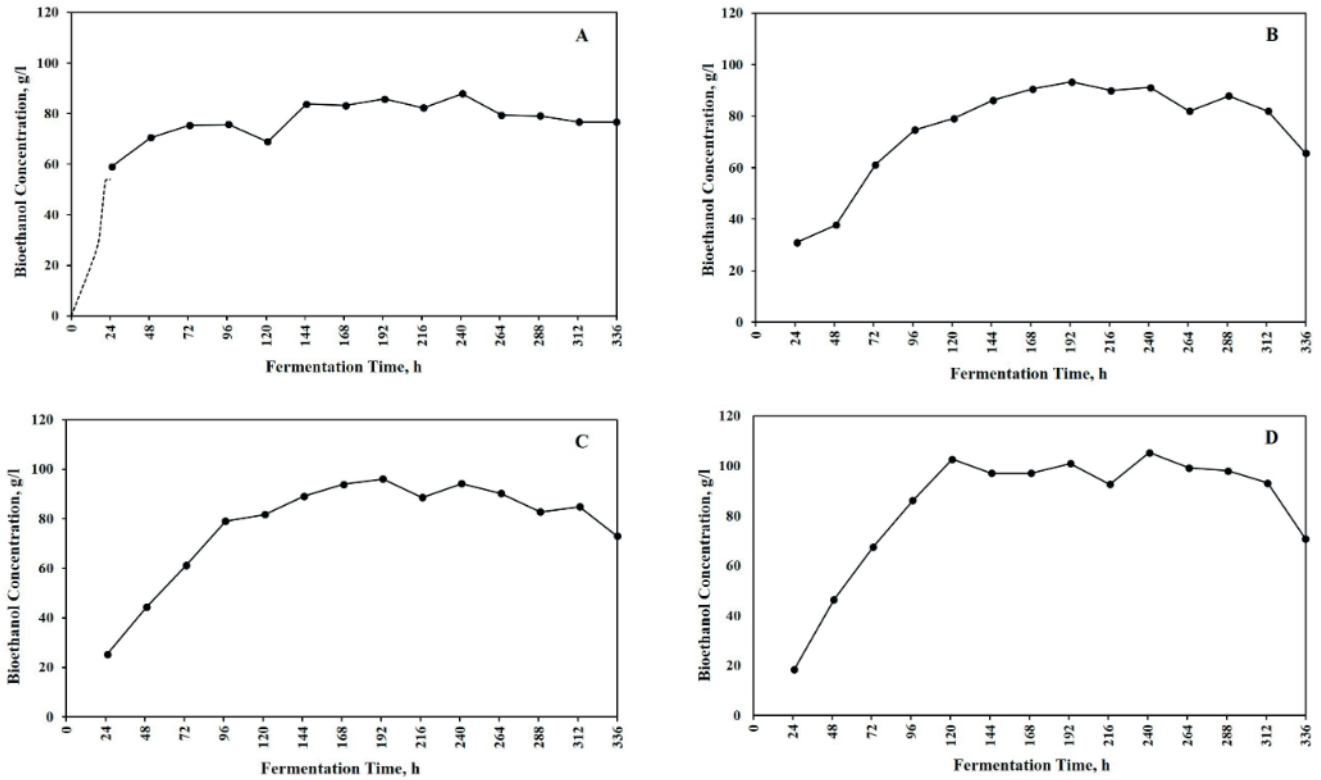 A
Bioethanol Concentration, g/l
120
100
80
60
40
20
0
0 24 48 72 96 120 144 168 192 216 240 264 288 312 336
Fermentation Time, h
B
Bioethanol Concentration, g/l
120
100
80
60
40
20
0
0 24 48 72 96 120 144 168 192 216 240 264 288 312 336
Fermentation Time, h
C
Bioethanol Concentration, g/l
120
100
80
60
40
20
0
0 24 48 72 96 120 144 168 192 216 240 264 288 312 336
Fermentation Time, h
D
Bioethanol Concentration, g/l
120
100
80
60
40
20
0
0 24 48 72 96 120 144 168 192 216 240 264 288 312 336
Fermentation Time, h